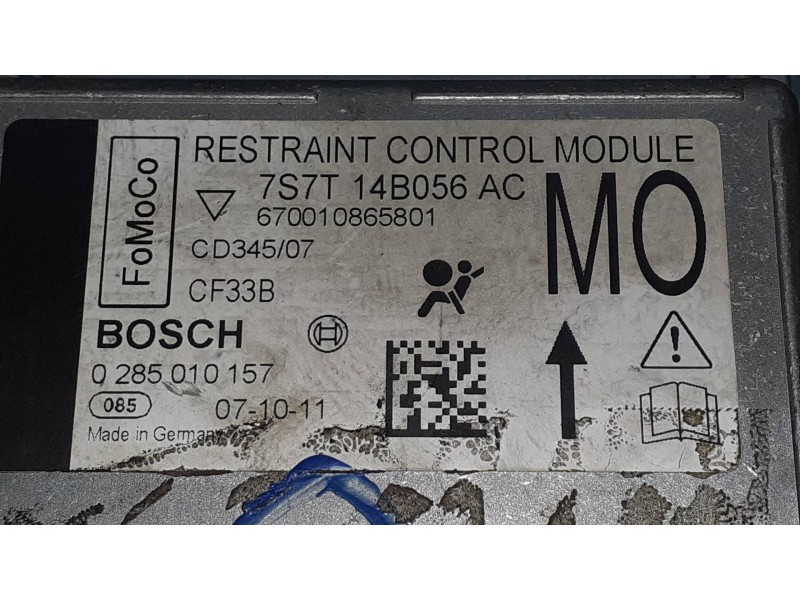 FoMoCo
RESTRAINT CONTROL MODULE
7S7T 14B056 AC
670010865801
MO
CD345/07
CF33B
BOSCH
0 285 010 157
085
07-10-11
Made in Germany